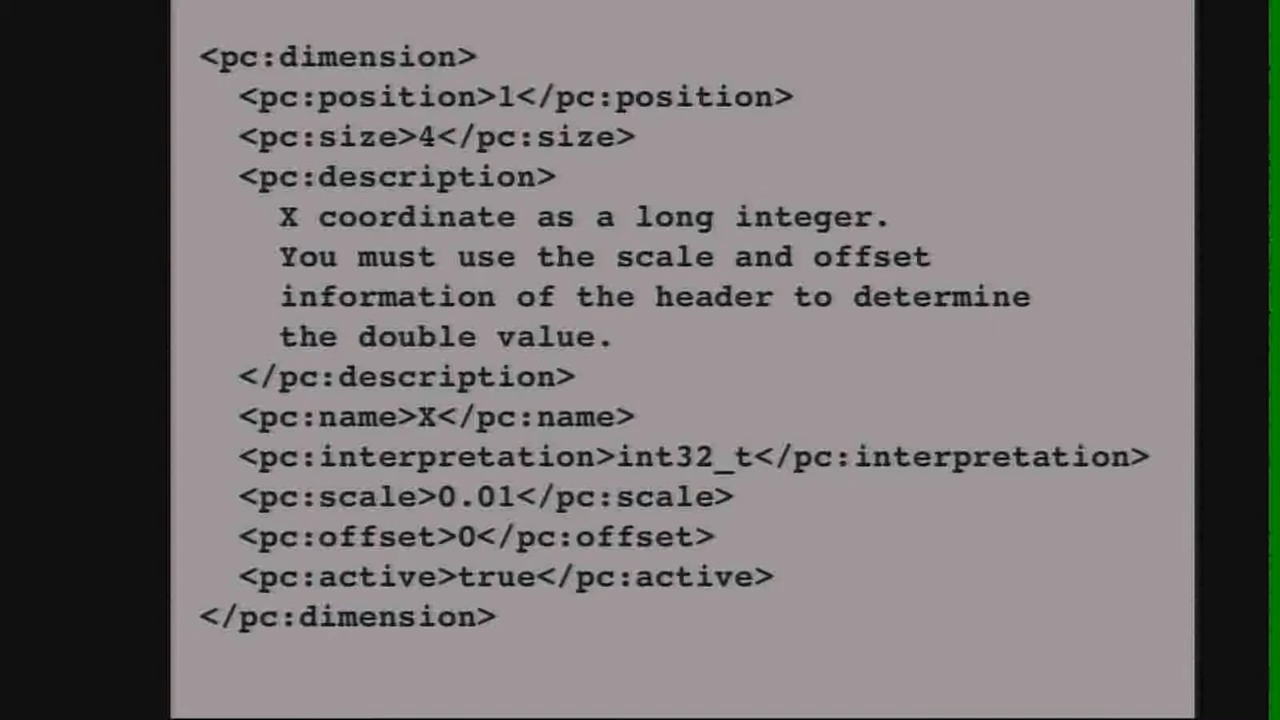 <pc:dimension>
<pc:position>1</pc:position>
<pc:size>4</pc:size>
<pc:description>
X coordinate as a long integer.
You must use the scale and offset
information of the header to determine
the double value.
</pc:description>
<pc:name>X</pc:name>
<pc:interpretation>int32_t</pc:interpretation>
<pc:scale>0.01</pc:scale>
<pc:offset>0</pc:offset>
<pc:active>true</pc:active>
</pc:dimension>